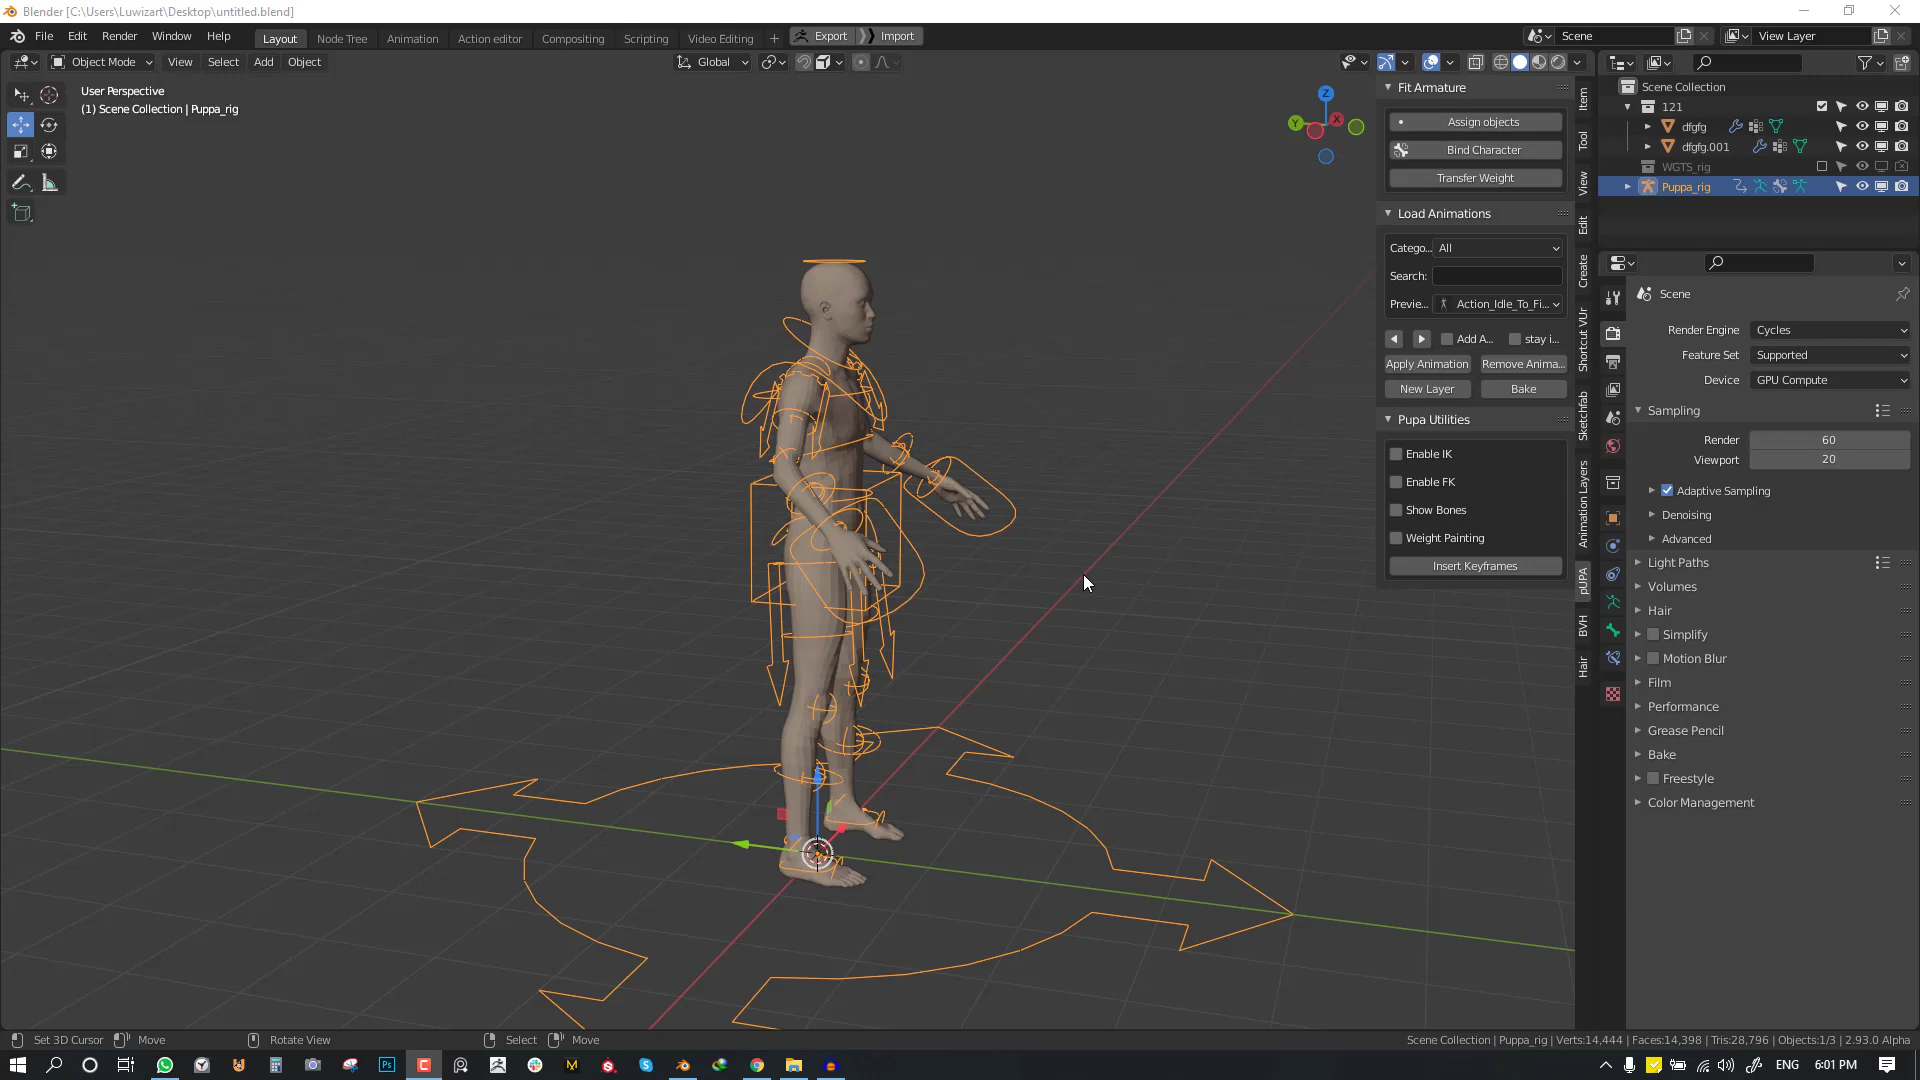 Blender [C:\Users\Luwizart\Desktop\untitled.blend]
File Edit Render Window Help Layout Node Tree Animation Action editor Compositing Scripting Video Editing + Export Import Scene View Layer
Object Mode View Select Add Object Global
User Perspective
(1) Scene Collection | Puppa_rig
Z
Y
X
Fit Armature
Assign objects
Bind Character
Transfer Weight
Load Animations
Catego... All
Search:
Previe... Action_Idle_To_Fi...
Add A... stay i...
Apply Animation Remove Anima...
New Layer Bake
Pupa Utilities
Enable IK
Enable FK
Show Bones
Weight Painting
Insert Keyframes
Item
Tool
View
Edit
Create
Shortcut VUr
Sketchfab
Animation Layers
pUPA
BVH
Hair
Scene Collection
121
dfgfg
dfgfg.001
WGTS_rig
Puppa_rig
Scene
Render Engine Cycles
Feature Set Supported
Device GPU Compute
Sampling
Render 60
Viewport 20
Adaptive Sampling
Denoising
Advanced
Light Paths
Volumes
Hair
Simplify
Motion Blur
Film
Performance
Grease Pencil
Bake
Freestyle
Color Management
Set 3D Cursor Move Rotate View Select Move Scene Collection | Puppa_rig | Verts:14,444 | Faces:14,398 | Tris:28,796 | Objects:1/3 | 2.93.0 Alpha
Ps ENG 6:01 PM